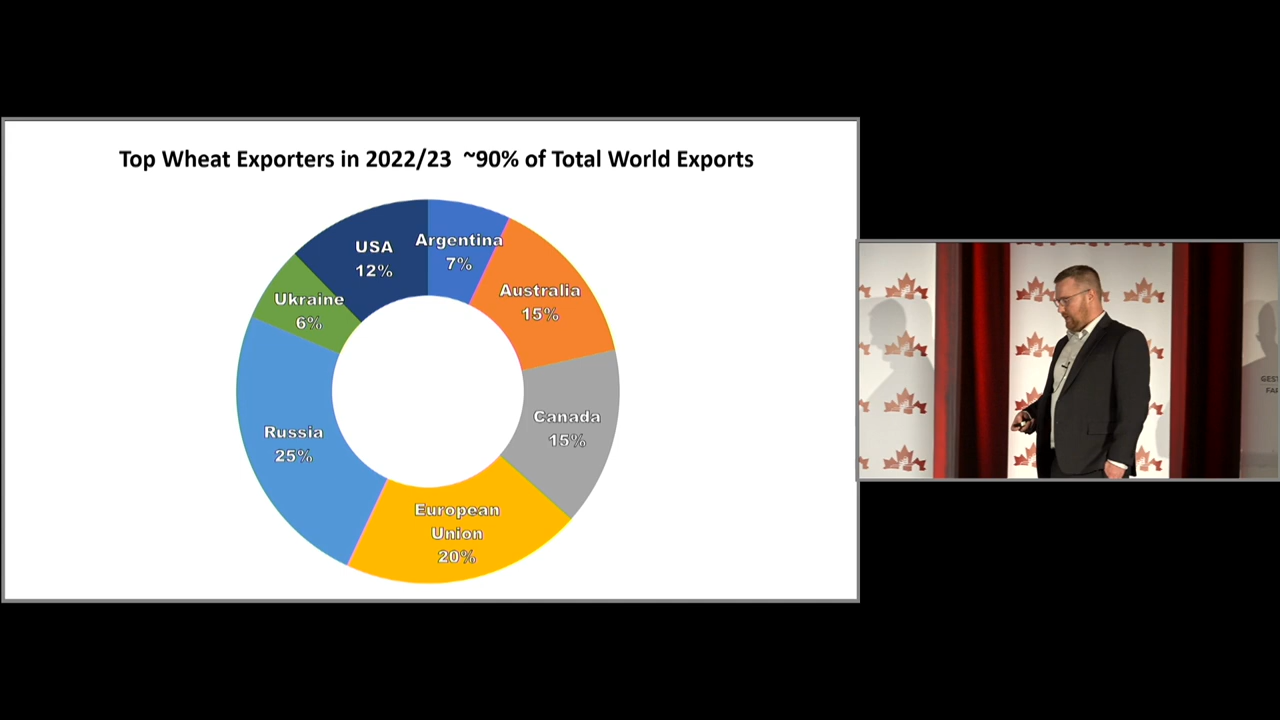 Top Wheat Exporters in 2022/23 ~90% of Total World Exports
USA
12%
Argentina
7%
Australia
15%
Ukraine
6%
Canada
15%
Russia
25%
European
Union
20%